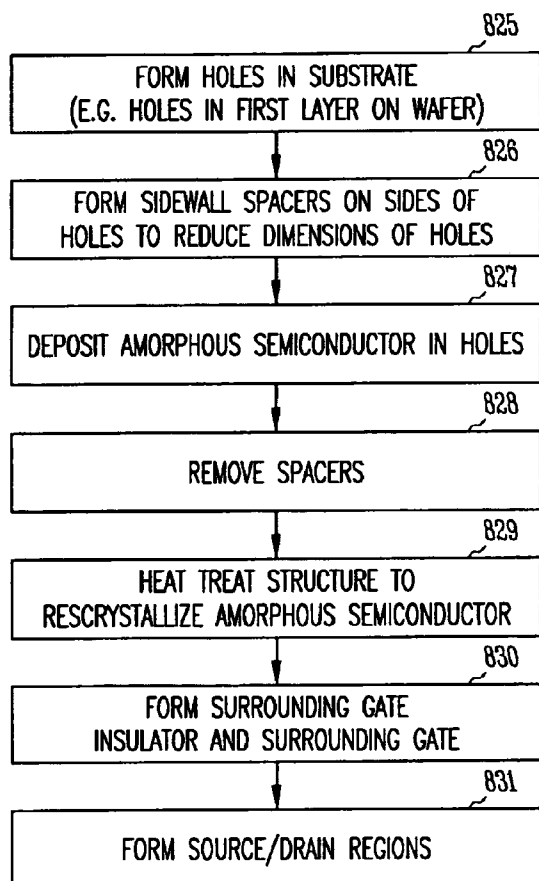 825
FORM HOLES IN SUBSTRATE
(E.G. HOLES IN FIRST LAYER ON WAFER)
826
FORM SIDEWALL SPACERS ON SIDES OF
HOLES TO REDUCE DIMENSIONS OF HOLES
827
DEPOSIT AMORPHOUS SEMICONDUCTOR IN HOLES
828
REMOVE SPACERS
829
HEAT TREAT STRUCTURE TO
RESCRYSTALLIZE AMORPHOUS SEMICONDUCTOR
830
FORM SURROUNDING GATE
INSULATOR AND SURROUNDING GATE
831
FORM SOURCE/DRAIN REGIONS